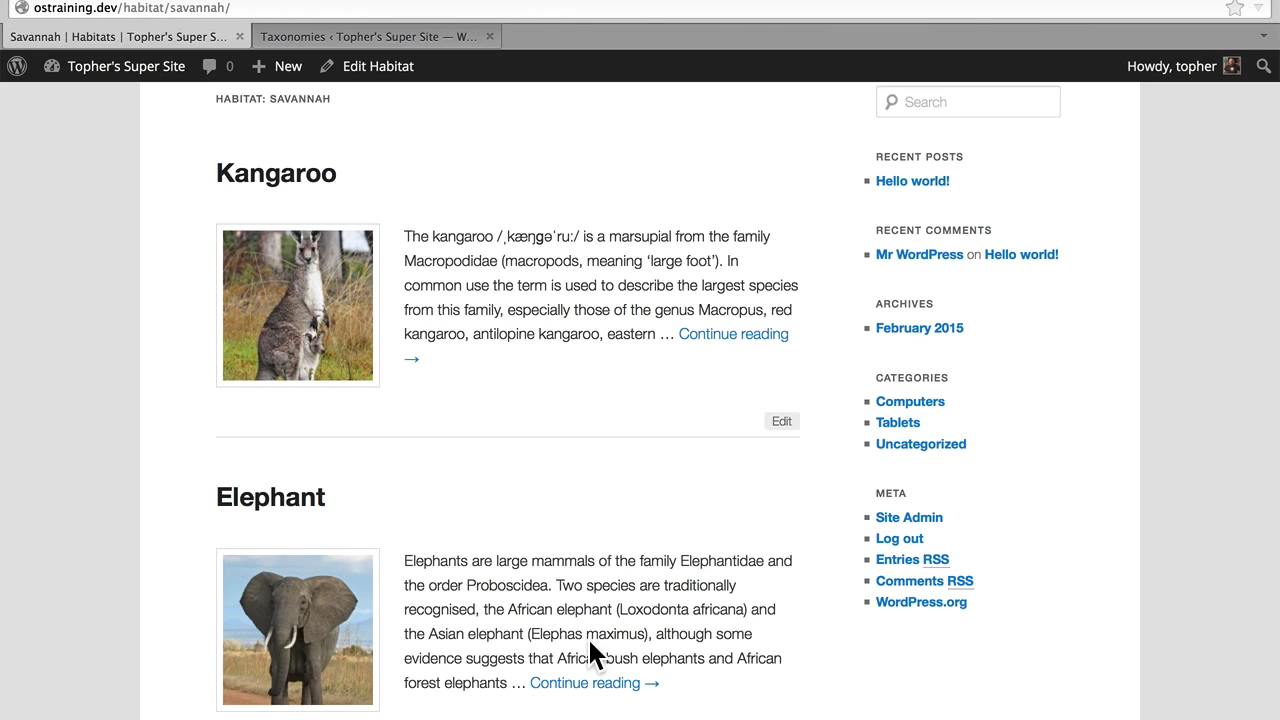 ostraining.dev/habitat/savannah/
Savannah | Habitats | Topher's Super S... × Taxonomies ‹ Topher's Super Site — W... ×
Topher's Super Site 0 New Edit Habitat Howdy, topher
HABITAT: SAVANNAH
Kangaroo
The kangaroo /ˌkæŋɡəˈruː/ is a marsupial from the family
Macropodidae (macropods, meaning ‘large foot’). In
common use the term is used to describe the largest species
from this family, especially those of the genus Macropus, red
kangaroo, antilopine kangaroo, eastern … Continue reading
→
Edit
Elephant
Elephants are large mammals of the family Elephantidae and
the order Proboscidea. Two species are traditionally
recognised, the African elephant (Loxodonta africana) and
the Asian elephant (Elephas maximus), although some
evidence suggests that African bush elephants and African
forest elephants … Continue reading →
Search
RECENT POSTS
Hello world!
RECENT COMMENTS
Mr WordPress on Hello world!
ARCHIVES
February 2015
CATEGORIES
Computers
Tablets
Uncategorized
META
Site Admin
Log out
Entries RSS
Comments RSS
WordPress.org